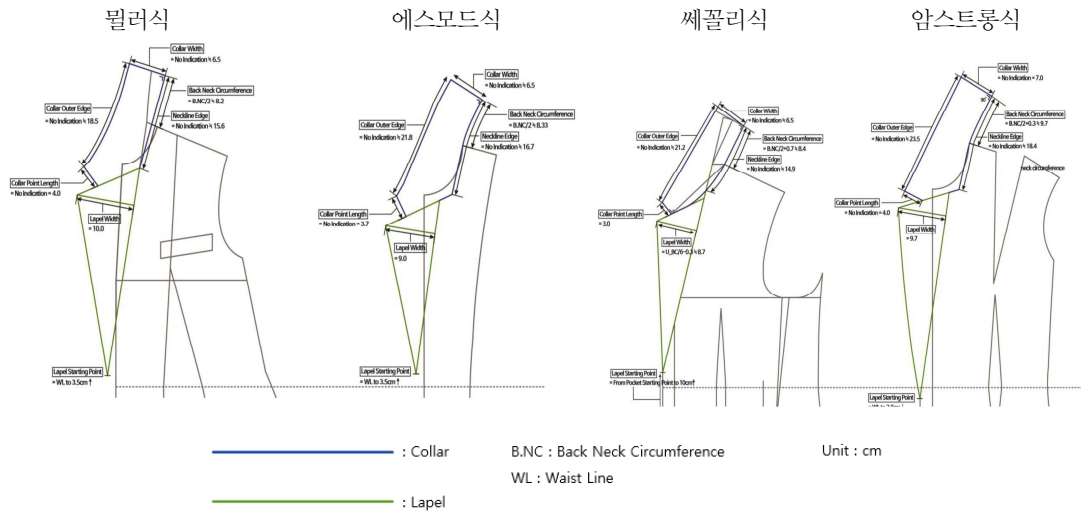 뮐러식
에스모드식
쎄꼴리식
암스트롱식
Collar Width
= No Indication ≒ 6.5
Back Neck Circumference
= B.NC/2 ≒ 8.2
Collar Outer Edge
= No Indication ≒ 18.5
Neckline Edge
= No Indication ≒ 15.6
Collar Point Length
= No Indication = 4.0
Lapel Width
= 10.0
Lapel Starting Point
= WL to 3.5cm↑
Collar Width
= No Indication ≒ 6.5
Back Neck Circumference
= B.NC/2 ≒ 8.33
Collar Outer Edge
= No Indication ≒ 21.8
Neckline Edge
= No Indication ≒ 16.7
Collar Point Length
= No Indication ≒ 3.7
Lapel Width
= 9.0
Lapel Starting Point
= WL to 3.5cm↑
Collar Width
= No Indication ≒ 6.5
Collar Outer Edge
= No Indication ≒ 21.2
Back Neck Circumference
= B.NC/2+0.7 ≒ 8.4
Neckline Edge
= No Indication ≒ 14.9
Collar Point Length
= 3.0
Lapel Width
= U_BC/6-0.3 ≒ 8.7
Lapel Starting Point
= From Pocket Starting Point to 10cm↑
Collar Width
= No Indication = 7.0
90˚
Back Neck Circumference
= B.NC/2+0.3 ≒ 9.7
Collar Outer Edge
= No Indication ≒ 23.5
Neckline Edge
= No Indication ≒ 18.4
neck circumference
Collar Point Length
= No Indication = 4.0
Lapel Width
= 9.7
Lapel Starting Point
: Collar
B.NC : Back Neck Circumference
Unit : cm
WL : Waist Line
: Lapel